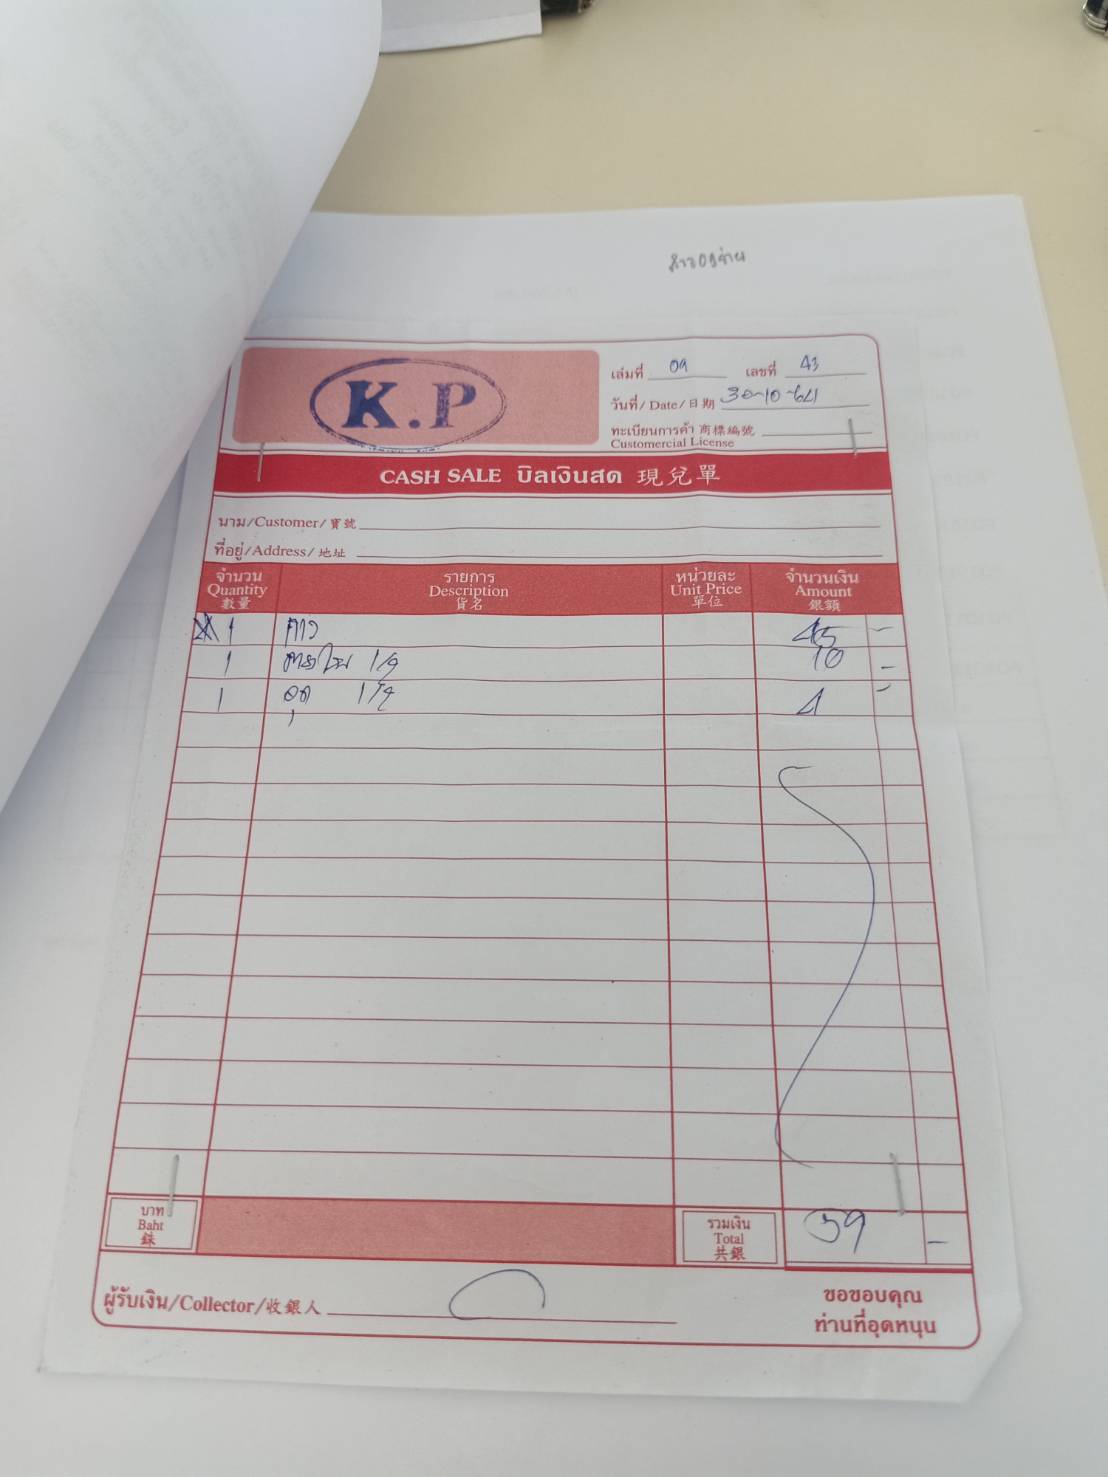 สำรองจ่าย
K.P
เล่มที่ 09 เลขที่ 43
วันที่/Date/日期 30-10-64
ทะเบียนการค้า 商標編號
Customercial License
CASH SALE บิลเงินสด 現兌單
นาม/Customer/寶號
ที่อยู่/Address/地址
จำนวน รายการ หน่วยละ จำนวนเงิน
Quantity Description Unit Price Amount
數量 貨名 單位 銀額
1 กาว 45 -
1 1/9 10 -
1 1/9 4 -
บาท
Baht
銖
รวมเงิน
Total
共銀
59 -
ผู้รับเงิน/Collector/收銀人
ขอขอบคุณ
ท่านที่อุดหนุน